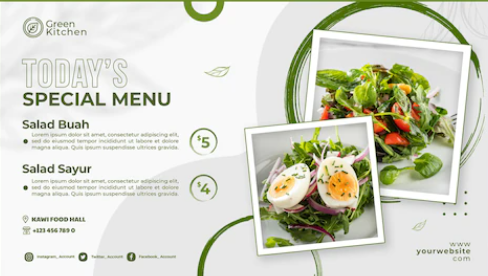 Green
Kitchen
TODAY'S
SPECIAL MENU
Salad Buah
Lorem ipsum dolor sit amet, consectetur adipiscing elit,
sed do eiusmod tempor incididunt ut labore et dolore
magna aliqua. Quis ipsum suspendisse ultrices gravida.
$5
Salad Sayur
Lorem ipsum dolor sit amet, consectetur adipiscing elit,
sed do eiusmod tempor incididunt ut labore et dolore
magna aliqua. Quis ipsum suspendisse ultrices gravida.
$4
KAWI FOOD HALL
+123 456 789 0
Instagram_Account
Twitter_Account
Facebook_Account
www
yourwebsite
com